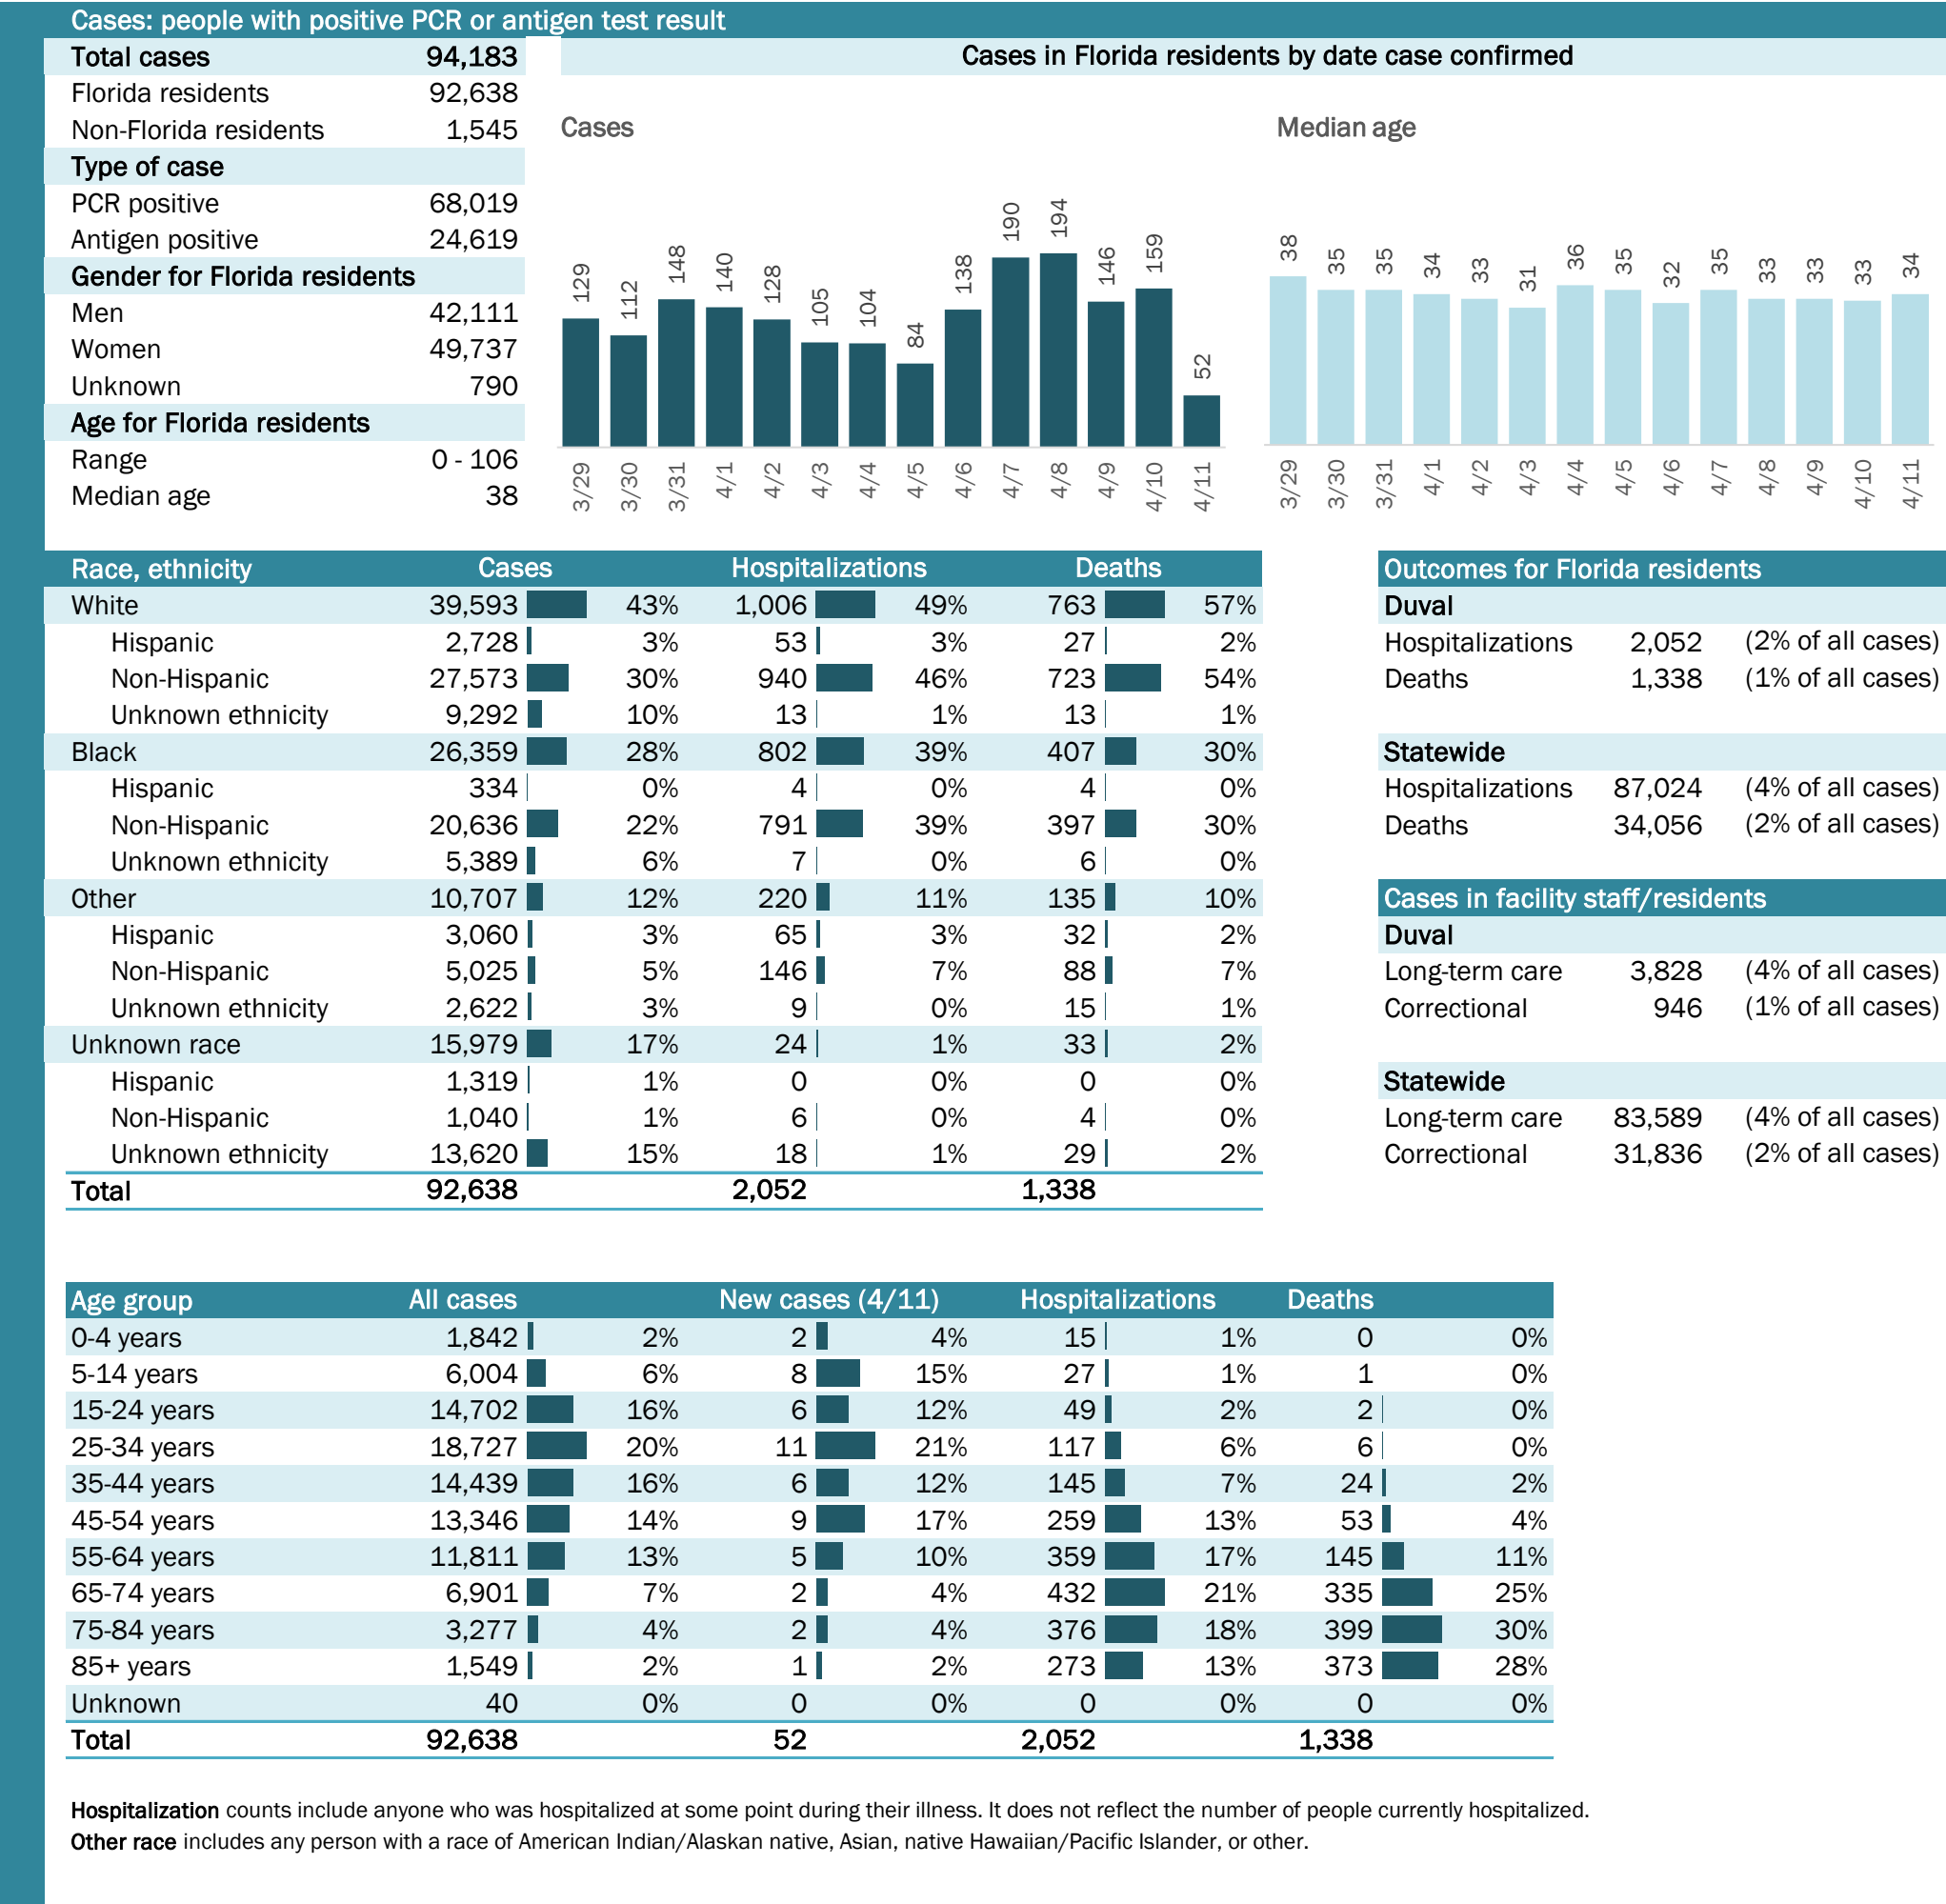 Cases: people with positive PCR or antigen test result
Total cases 94,183
Florida residents 92,638
Non-Florida residents 1,545
Type of case
PCR positive 68,019
Antigen positive 24,619
Gender for Florida residents
Men 42,111
Women 49,737
Unknown 790
Age for Florida residents
Range 0 - 106
Median age 38
Cases in Florida residents by date case confirmed
Cases
129 112 148 140 128 105 104 84 138 190 194 146 159 52
3/29 3/30 3/31 4/1 4/2 4/3 4/4 4/5 4/6 4/7 4/8 4/9 4/10 4/11
Median age
38 35 35 34 33 31 36 35 32 35 33 33 33 34
3/29 3/30 3/31 4/1 4/2 4/3 4/4 4/5 4/6 4/7 4/8 4/9 4/10 4/11
Race, ethnicity Cases Hospitalizations Deaths
White 39,593 43% 1,006 49% 763 57%
Hispanic 2,728 3% 53 3% 27 2%
Non-Hispanic 27,573 30% 940 46% 723 54%
Unknown ethnicity 9,292 10% 13 1% 13 1%
Black 26,359 28% 802 39% 407 30%
Hispanic 334 0% 4 0% 4 0%
Non-Hispanic 20,636 22% 791 39% 397 30%
Unknown ethnicity 5,389 6% 7 0% 6 0%
Other 10,707 12% 220 11% 135 10%
Hispanic 3,060 3% 65 3% 32 2%
Non-Hispanic 5,025 5% 146 7% 88 7%
Unknown ethnicity 2,622 3% 9 0% 15 1%
Unknown race 15,979 17% 24 1% 33 2%
Hispanic 1,319 1% 0 0% 0 0%
Non-Hispanic 1,040 1% 6 0% 4 0%
Unknown ethnicity 13,620 15% 18 1% 29 2%
Total 92,638 2,052 1,338
Outcomes for Florida residents
Duval
Hospitalizations 2,052 (2% of all cases)
Deaths 1,338 (1% of all cases)
Statewide
Hospitalizations 87,024 (4% of all cases)
Deaths 34,056 (2% of all cases)
Cases in facility staff/residents
Duval
Long-term care 3,828 (4% of all cases)
Correctional 946 (1% of all cases)
Statewide
Long-term care 83,589 (4% of all cases)
Correctional 31,836 (2% of all cases)
Age group All cases New cases (4/11) Hospitalizations Deaths
0-4 years 1,842 2% 2 4% 15 1% 0 0%
5-14 years 6,004 6% 8 15% 27 1% 1 0%
15-24 years 14,702 16% 6 12% 49 2% 2 0%
25-34 years 18,727 20% 11 21% 117 6% 6 0%
35-44 years 14,439 16% 6 12% 145 7% 24 2%
45-54 years 13,346 14% 9 17% 259 13% 53 4%
55-64 years 11,811 13% 5 10% 359 17% 145 11%
65-74 years 6,901 7% 2 4% 432 21% 335 25%
75-84 years 3,277 4% 2 4% 376 18% 399 30%
85+ years 1,549 2% 1 2% 273 13% 373 28%
Unknown 40 0% 0 0% 0 0% 0 0%
Total 92,638 52 2,052 1,338
Hospitalization counts include anyone who was hospitalized at some point during their illness. It does not reflect the number of people currently hospitalized.
Other race includes any person with a race of American Indian/Alaskan native, Asian, native Hawaiian/Pacific Islander, or other.